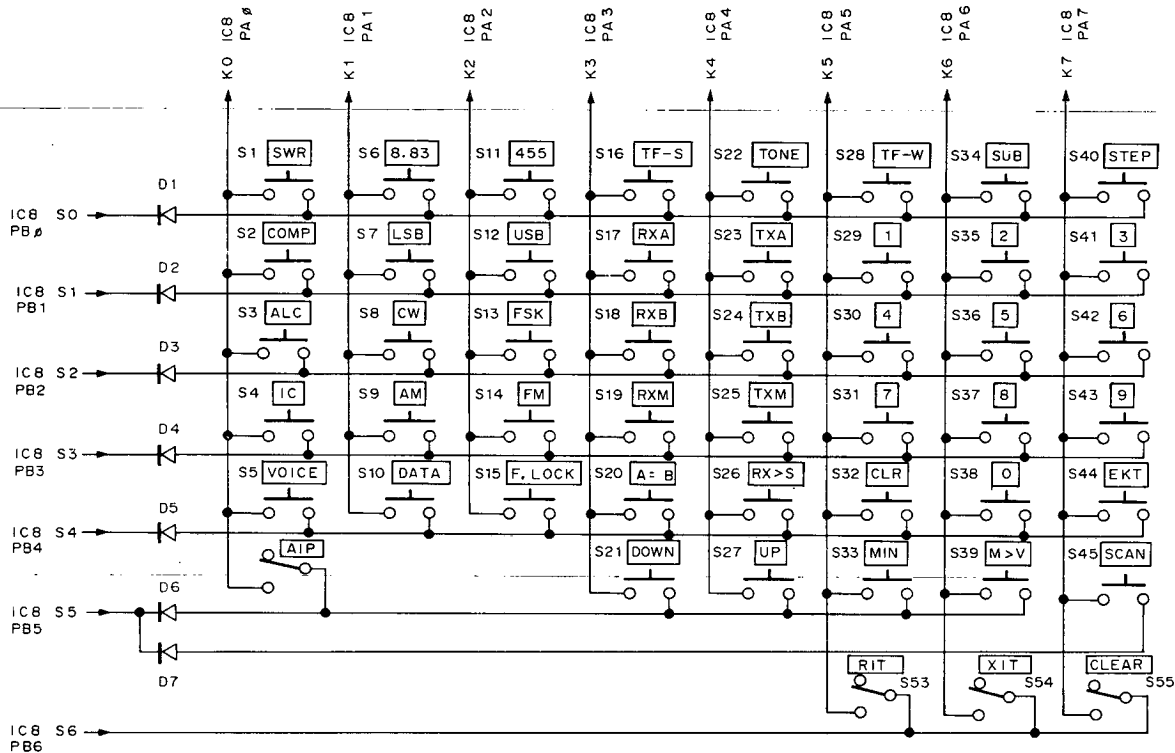 K0 IC8 PAø
K1 IC8 PA1
K2 IC8 PA2
K3 IC8 PA3
K4 IC8 PA4
K5 IC8 PA5
K6 IC8 PA6
K7 IC8 PA7
S1 SWR S6 8.83 S11 455 S16 TF-S S22 TONE S28 TF-W S34 SUB S40 STEP
D1
IC8 S0
PBø
S2 COMP S7 LSB S12 USB S17 RXA S23 TXA S29 1 S35 2 S41 3
D2
IC8 S1
PB1
S3 ALC S8 CW S13 FSK S18 RXB S24 TXB S30 4 S36 5 S42 6
D3
IC8 S2
PB2
S4 IC S9 AM S14 FM S19 RXM S25 TXM S31 7 S37 8 S43 9
D4
IC8 S3
PB3
S5 VOICE S10 DATA S15 F.LOCK S20 A=B S26 RX>S S32 CLR S38 0 S44 EKT
D5
IC8 S4
PB4
AIP S21 DOWN S27 UP S33 MIN S39 M>V S45 SCAN
D6
IC8 S5
PB5
D7
RIT S53 XIT S54 CLEAR S55
IC8 S6
PB6